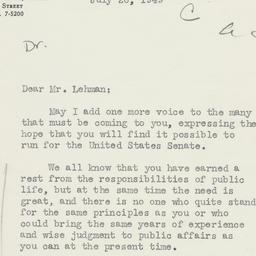 Street
7-5200
July 20, 1949
C
a
Dr.
Dear Mr. Lehman:
May I add one more voice to the many
that must be coming to you, expressing the
hope that you will find it possible to
run for the United States Senate.
We all know that you have earned a
rest from the responsibilities of public
life, but at the same time the need is
great, and there is no one who quite stand
for the same principles as you or who
could bring the same years of experience
and wise judgment to public affairs as
you can at the present time.